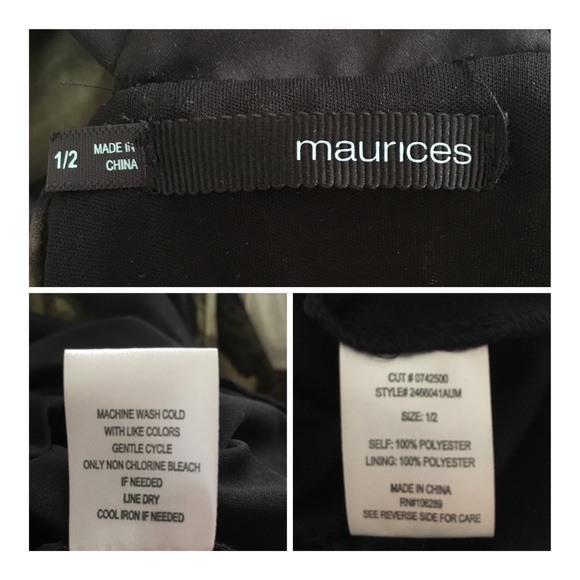 1/2
MADE IN
CHINA
maurices
MACHINE WASH COLD
WITH LIKE COLORS
GENTLE CYCLE
ONLY NON CHLORINE BLEACH
IF NEEDED
LINE DRY
COOL IRON IF NEEDED
CUT # 0742500
STYLE# 2466041AUM
SIZE: 1/2
SELF: 100% POLYESTER
LINING: 100% POLYESTER
MADE IN CHINA
RN#106289
SEE REVERSE SIDE FOR CARE